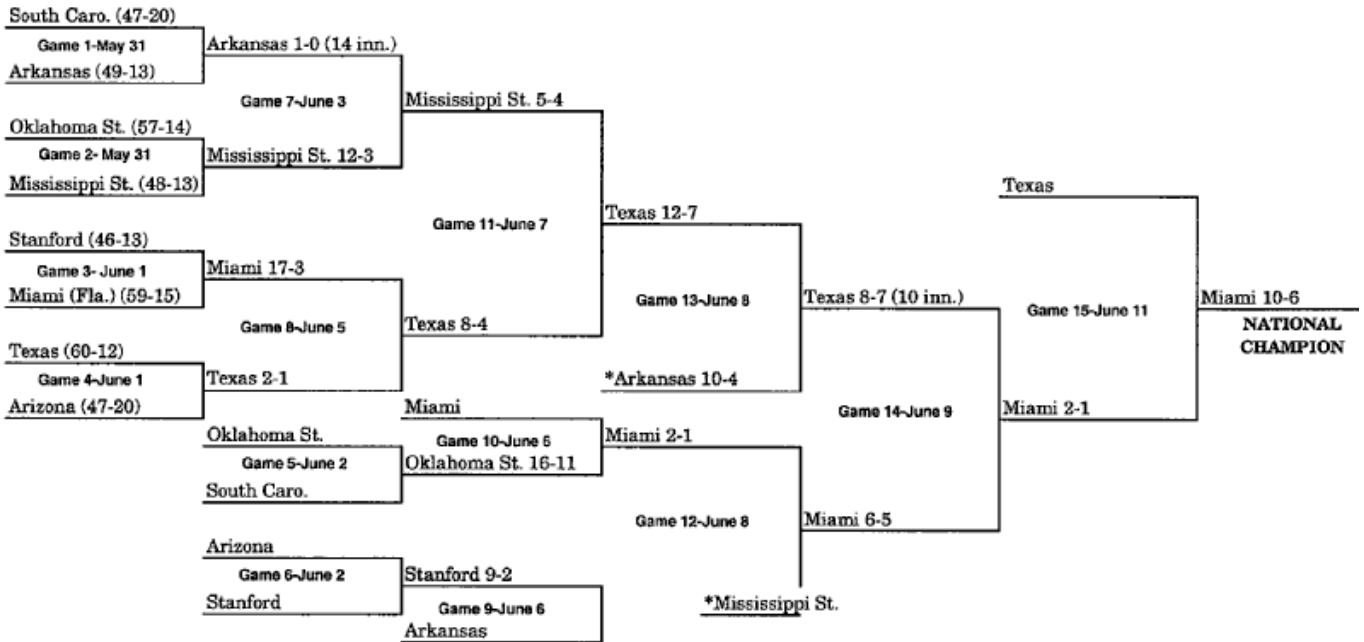 South Caro. (47-20)
Game 1-May 31
Arkansas (49-13)
Arkansas 1-0 (14 inn.)
Game 7-June 3
Oklahoma St. (57-14)
Game 2- May 31
Mississippi St. (48-13)
Mississippi St. 12-3
Mississippi St. 5-4
Game 11-June 7
Stanford (46-13)
Game 3- June 1
Miami (Fla.) (59-15)
Miami 17-3
Game 8-June 5
Texas (60-12)
Game 4-June 1
Arizona (47-20)
Texas 2-1
Texas 8-4
Texas 12-7
Game 13-June 8
*Arkansas 10-4
Texas 8-7 (10 inn.)
Game 14-June 9
Miami
Game 10-June 6
Oklahoma St.
Game 5-June 2
South Caro.
Oklahoma St. 16-11
Miami 2-1
Game 12-June 8
Arizona
Game 6-June 2
Stanford
Stanford 9-2
Game 9-June 6
Arkansas
*Mississippi St.
Miami 6-5
Texas
Game 15-June 11
Miami 2-1
Miami 10-6
NATIONAL
CHAMPION